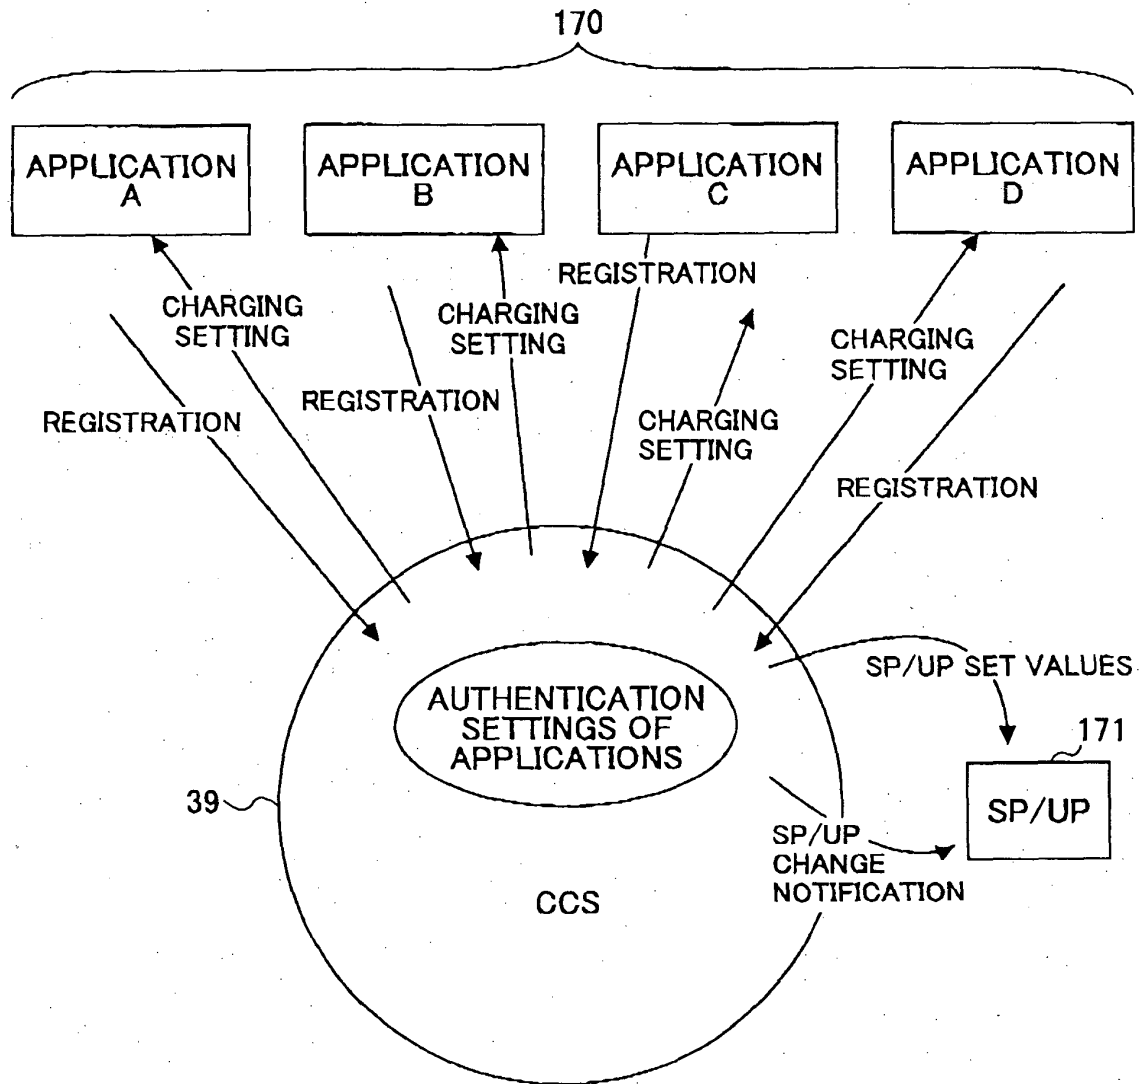 170
APPLICATION
A
APPLICATION
B
APPLICATION
C
APPLICATION
D
REGISTRATION
CHARGING
SETTING
CHARGING
SETTING
CHARGING
SETTING
REGISTRATION
REGISTRATION
CHARGING
SETTING
REGISTRATION
SP/UP SET VALUES
AUTHENTICATION
SETTINGS OF
APPLICATIONS
171
SP/UP
39
SP/UP
CHANGE
NOTIFICATION
CCS